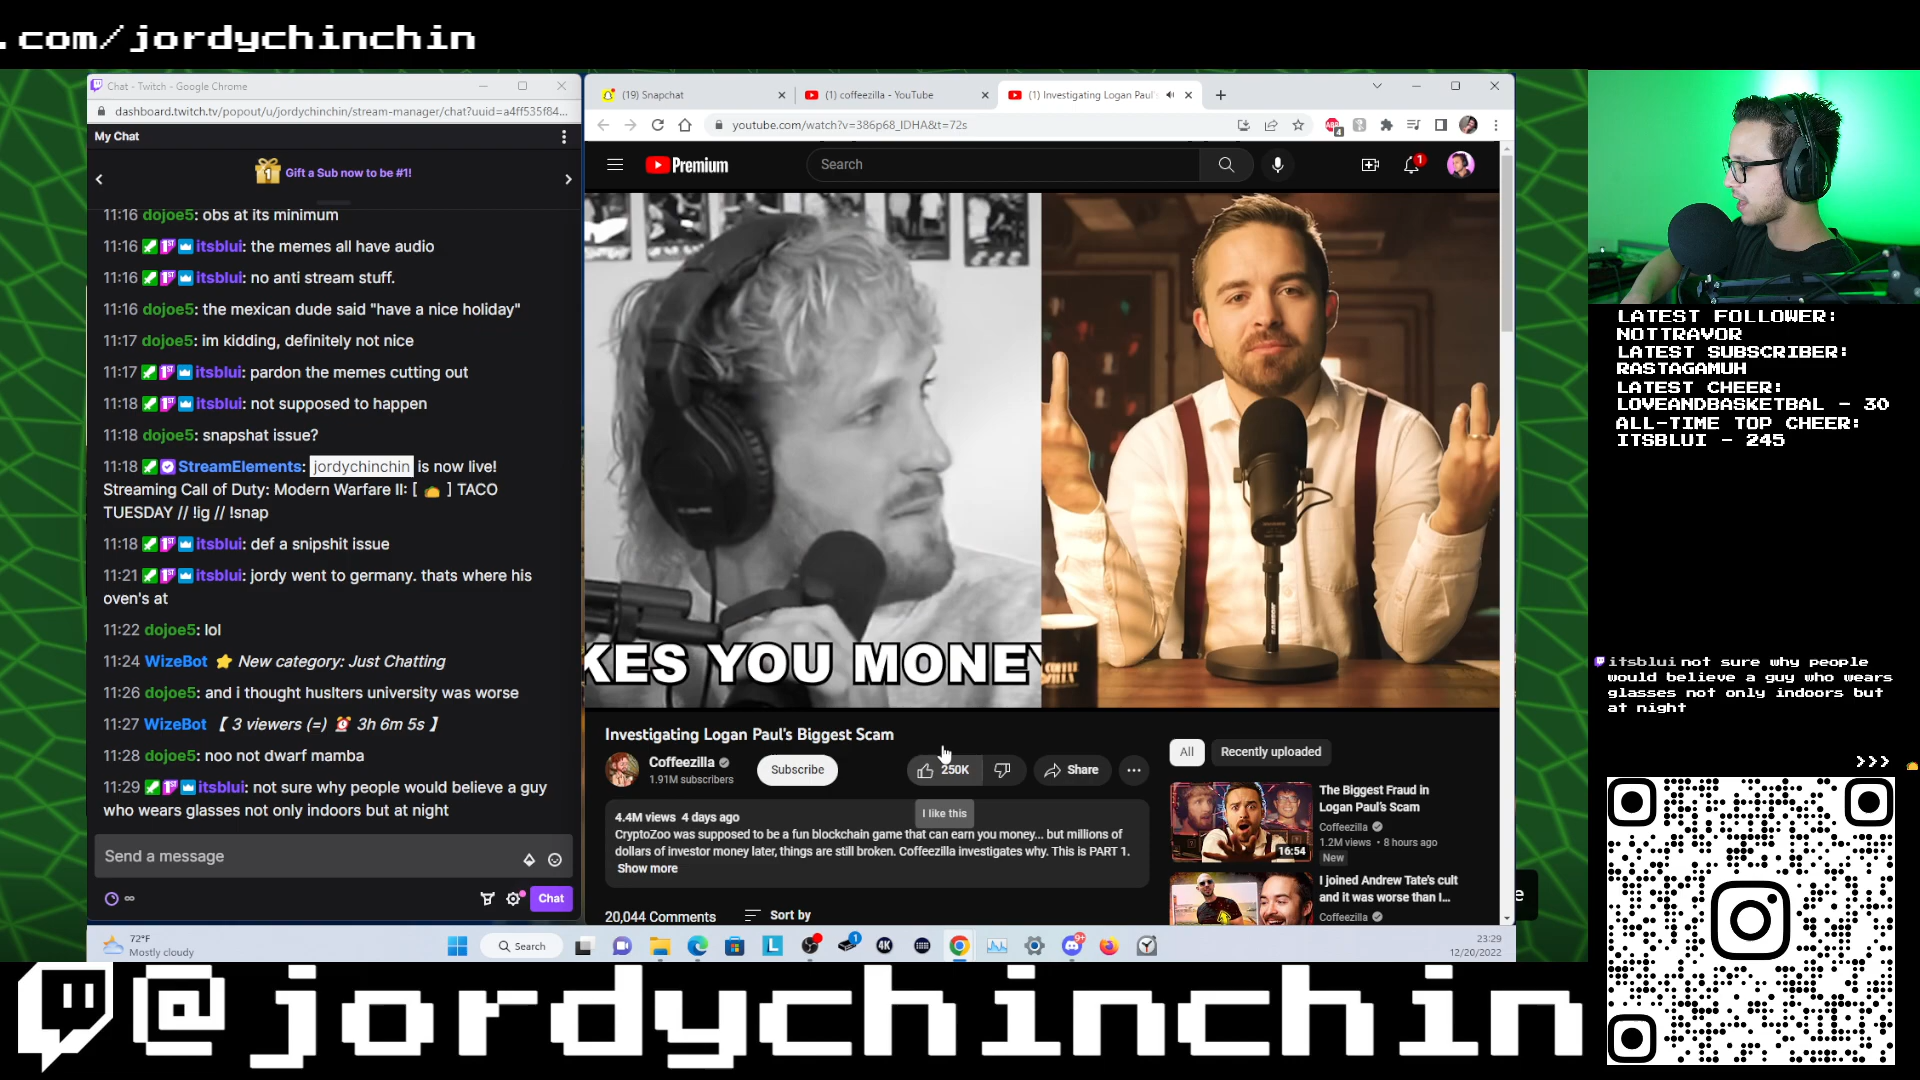 .com/jordychinchin
Chat - Twitch - Google Chrome
dashboard.twitch.tv/popout/u/jordychinchin/stream-manager/chat?uuid=a4ff535f84...
My Chat
1
Gift a Sub now to be #1!
11:16 dojoe5: obs at its minimum
11:16 itsblui: the memes all have audio
11:16 itsblui: no anti stream stuff.
11:16 dojoe5: the mexican dude said "have a nice holiday"
11:17 dojoe5: im kidding, definitely not nice
11:17 itsblui: pardon the memes cutting out
11:18 itsblui: not supposed to happen
11:18 dojoe5: snapshat issue?
11:18 StreamElements: jordychinchin is now live!
Streaming Call of Duty: Modern Warfare II: [ 🌮 ] TACO
TUESDAY // !ig // !snap
11:18 itsblui: def a snipshit issue
11:21 itsblui: jordy went to germany. thats where his
oven's at
11:22 dojoe5: lol
11:24 WizeBot ⭐ New category: Just Chatting
11:26 dojoe5: and i thought huslters university was worse
11:27 WizeBot 【 3 viewers (=) ⏰ 3h 6m 5s 】
11:28 dojoe5: noo not dwarf mamba
11:29 itsblui: not sure why people would believe a guy
who wears glasses not only indoors but at night
Send a message
Chat
(19) Snapchat
(1) coffeezilla - YouTube
(1) Investigating Logan Paul'
youtube.com/watch?v=386p68_lDHA&t=72s
4
Premium
Search
1
KES YOU MONEY
Investigating Logan Paul's Biggest Scam
Coffeezilla
1.91M subscribers
Subscribe
250K
Share
I like this
4.4M views 4 days ago
CryptoZoo was supposed to be a fun blockchain game that can earn you money... but millions of
dollars of investor money later, things are still broken. Coffeezilla investigates why. This is PART 1.
Show more
20,044 Comments
Sort by
All
Recently uploaded
The Biggest Fraud in
Logan Paul's Scam
Coffeezilla
1.2M views • 8 hours ago
New
16:54
I joined Andrew Tate's cult
and it was worse than I...
Coffeezilla
72°F
Mostly cloudy
Search
4K
23:29
12/20/2022
LATEST FOLLOWER:
NOTTRAVOR
LATEST SUBSCRIBER:
RASTAGAMUH
LATEST CHEER:
LOVEANDBASKETBAL - 30
ALL-TIME TOP CHEER:
ITSBLUI - 245
itsblui not sure why people
would believe a guy who wears
glasses not only indoors but
at night
>>>
@jordychinchin